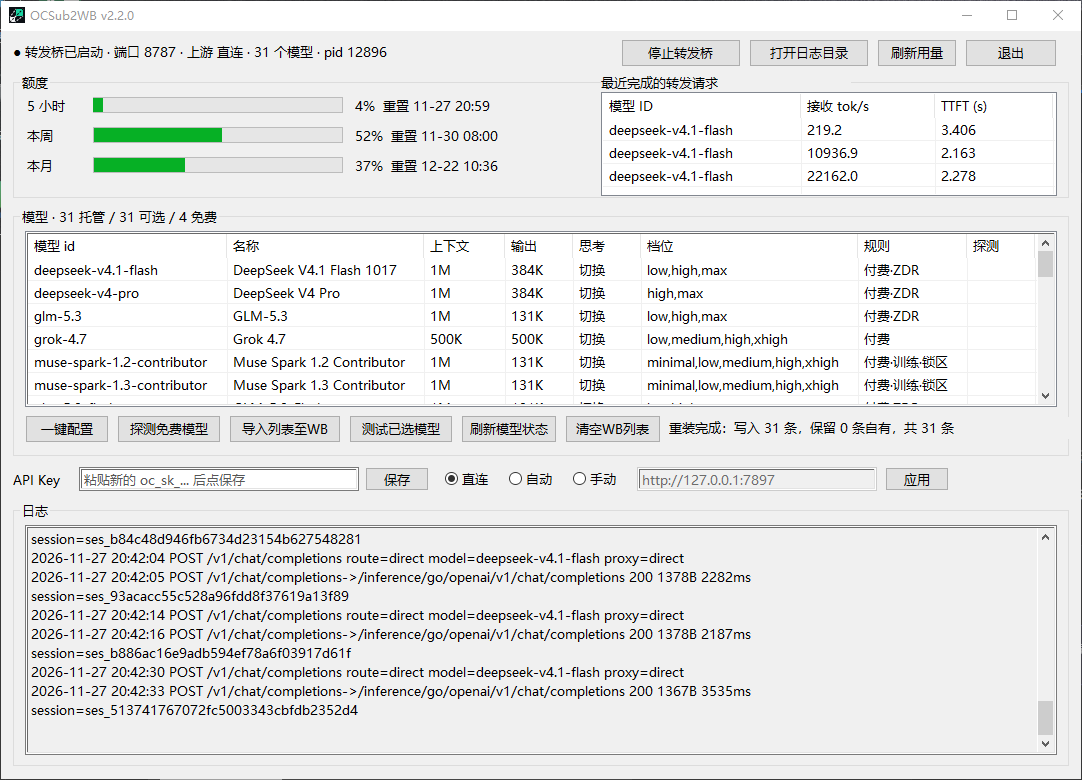 OCSub2WB v2.2.0
● 转发桥已启动 · 端口 8787 · 上游 直连 · 31 个模型 · pid 12896
停止转发桥 打开日志目录 刷新用量 退出
额度
5 小时 4% 重置 11-27 20:59
本周 52% 重置 11-30 08:00
本月 37% 重置 12-22 10:36
最近完成的转发请求
模型 ID 接收 tok/s TTFT (s)
deepseek-v4.1-flash 219.2 3.406
deepseek-v4.1-flash 10936.9 2.163
deepseek-v4.1-flash 22162.0 2.278
模型 · 31 托管 / 31 可选 / 4 免费
模型 id 名称 上下文 输出 思考 档位 规则 探测
deepseek-v4.1-flash DeepSeek V4.1 Flash 1017 1M 384K 切换 low,high,max 付费·ZDR
deepseek-v4-pro DeepSeek V4 Pro 1M 384K 切换 high,max 付费·ZDR
glm-5.3 GLM-5.3 1M 131K 切换 low,high,max 付费·ZDR
grok-4.7 Grok 4.7 500K 500K 切换 low,medium,high,xhigh 付费
muse-spark-1.2-contributor Muse Spark 1.2 Contributor 1M 131K 切换 minimal,low,medium,high,xhigh 付费·训练·锁区
muse-spark-1.3-contributor Muse Spark 1.3 Contributor 1M 131K 切换 minimal,low,medium,high,xhigh 付费·训练·锁区
一键配置 探测免费模型 导入列表至WB 测试已选模型 刷新模型状态 清空WB列表 重装完成：写入 31 条，保留 0 条自有，共 31 条
API Key 粘贴新的 oc_sk_... 后点保存 保存 直连 自动 手动 http://127.0.0.1:7897 应用
日志
session=ses_b84c48d946fb6734d23154b627548281
2026-11-27 20:42:04 POST /v1/chat/completions route=direct model=deepseek-v4.1-flash proxy=direct
2026-11-27 20:42:05 POST /v1/chat/completions->/inference/go/openai/v1/chat/completions 200 1378B 2282ms
session=ses_93acacc55c528a96fdd8f37619a13f89
2026-11-27 20:42:14 POST /v1/chat/completions route=direct model=deepseek-v4.1-flash proxy=direct
2026-11-27 20:42:16 POST /v1/chat/completions->/inference/go/openai/v1/chat/completions 200 1378B 2187ms
session=ses_b886ac16e9adb594ef78a6f03917d61f
2026-11-27 20:42:30 POST /v1/chat/completions route=direct model=deepseek-v4.1-flash proxy=direct
2026-11-27 20:42:33 POST /v1/chat/completions->/inference/go/openai/v1/chat/completions 200 1367B 3535ms
session=ses_513741767072fc5003343cbfdb2352d4